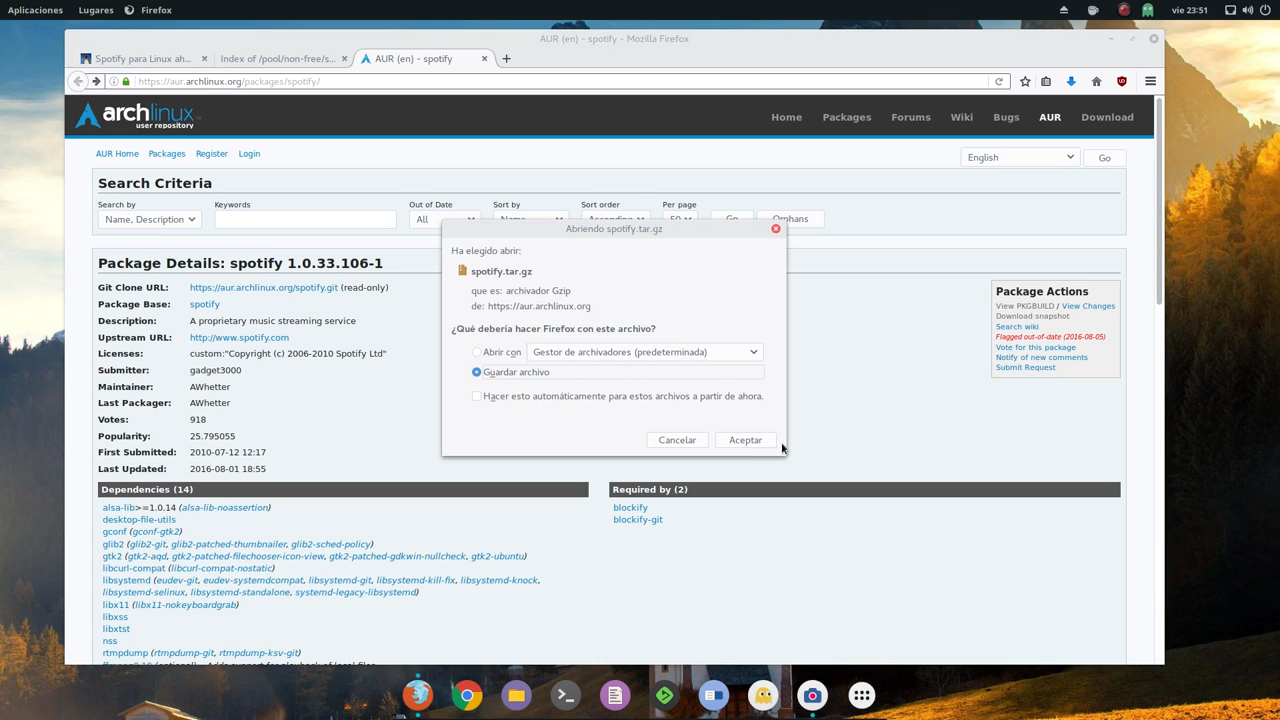 Aplicaciones Lugares Firefox vie 23:51
AUR (en) - spotify - Mozilla Firefox
Spotify para Linux ah... Index of /pool/non-free/s... AUR (en) - spotify
https://aur.archlinux.org/packages/spotify/
archlinux
user repository
Home Packages Forums Wiki Bugs AUR Download
AUR Home Packages Register Login
English Go
Search Criteria
Search by Keywords Out of Date Sort by Sort order Per page
Name, Description All Name Ascending 50 Go Orphans
Abriendo spotify.tar.gz
Ha elegido abrir:
spotify.tar.gz
que es: archivador Gzip
de: https://aur.archlinux.org
¿Qué debería hacer Firefox con este archivo?
Abrir con Gestor de archivadores (predeterminada)
Guardar archivo
Hacer esto automáticamente para estos archivos a partir de ahora.
Cancelar Aceptar
Package Details: spotify 1.0.33.106-1
Git Clone URL: https://aur.archlinux.org/spotify.git (read-only)
Package Base: spotify
Description: A proprietary music streaming service
Upstream URL: http://www.spotify.com
Licenses: custom:"Copyright (c) 2006-2010 Spotify Ltd"
Submitter: gadget3000
Maintainer: AWhetter
Last Packager: AWhetter
Votes: 918
Popularity: 25.795055
First Submitted: 2010-07-12 12:17
Last Updated: 2016-08-01 18:55
Package Actions
View PKGBUILD / View Changes
Download snapshot
Search wiki
Flagged out-of-date (2016-08-05)
Vote for this package
Notify of new comments
Submit Request
Dependencies (14)
alsa-lib>=1.0.14 (alsa-lib-noassertion)
desktop-file-utils
gconf (gconf-gtk2)
glib2 (glib2-git, glib2-patched-thumbnailer, glib2-sched-policy)
gtk2 (gtk2-aqd, gtk2-patched-filechooser-icon-view, gtk2-patched-gdkwin-nullcheck, gtk2-ubuntu)
libcurl-compat (libcurl-compat-nostatic)
libsystemd (eudev-git, eudev-systemdcompat, libsystemd-git, libsystemd-kill-fix, libsystemd-knock,
libsystemd-selinux, libsystemd-standalone, systemd-legacy-libsystemd)
libx11 (libx11-nokeyboardgrab)
libxss
libxtst
nss
rtmpdump (rtmpdump-git, rtmpdump-ksv-git)
Required by (2)
blockify
blockify-git